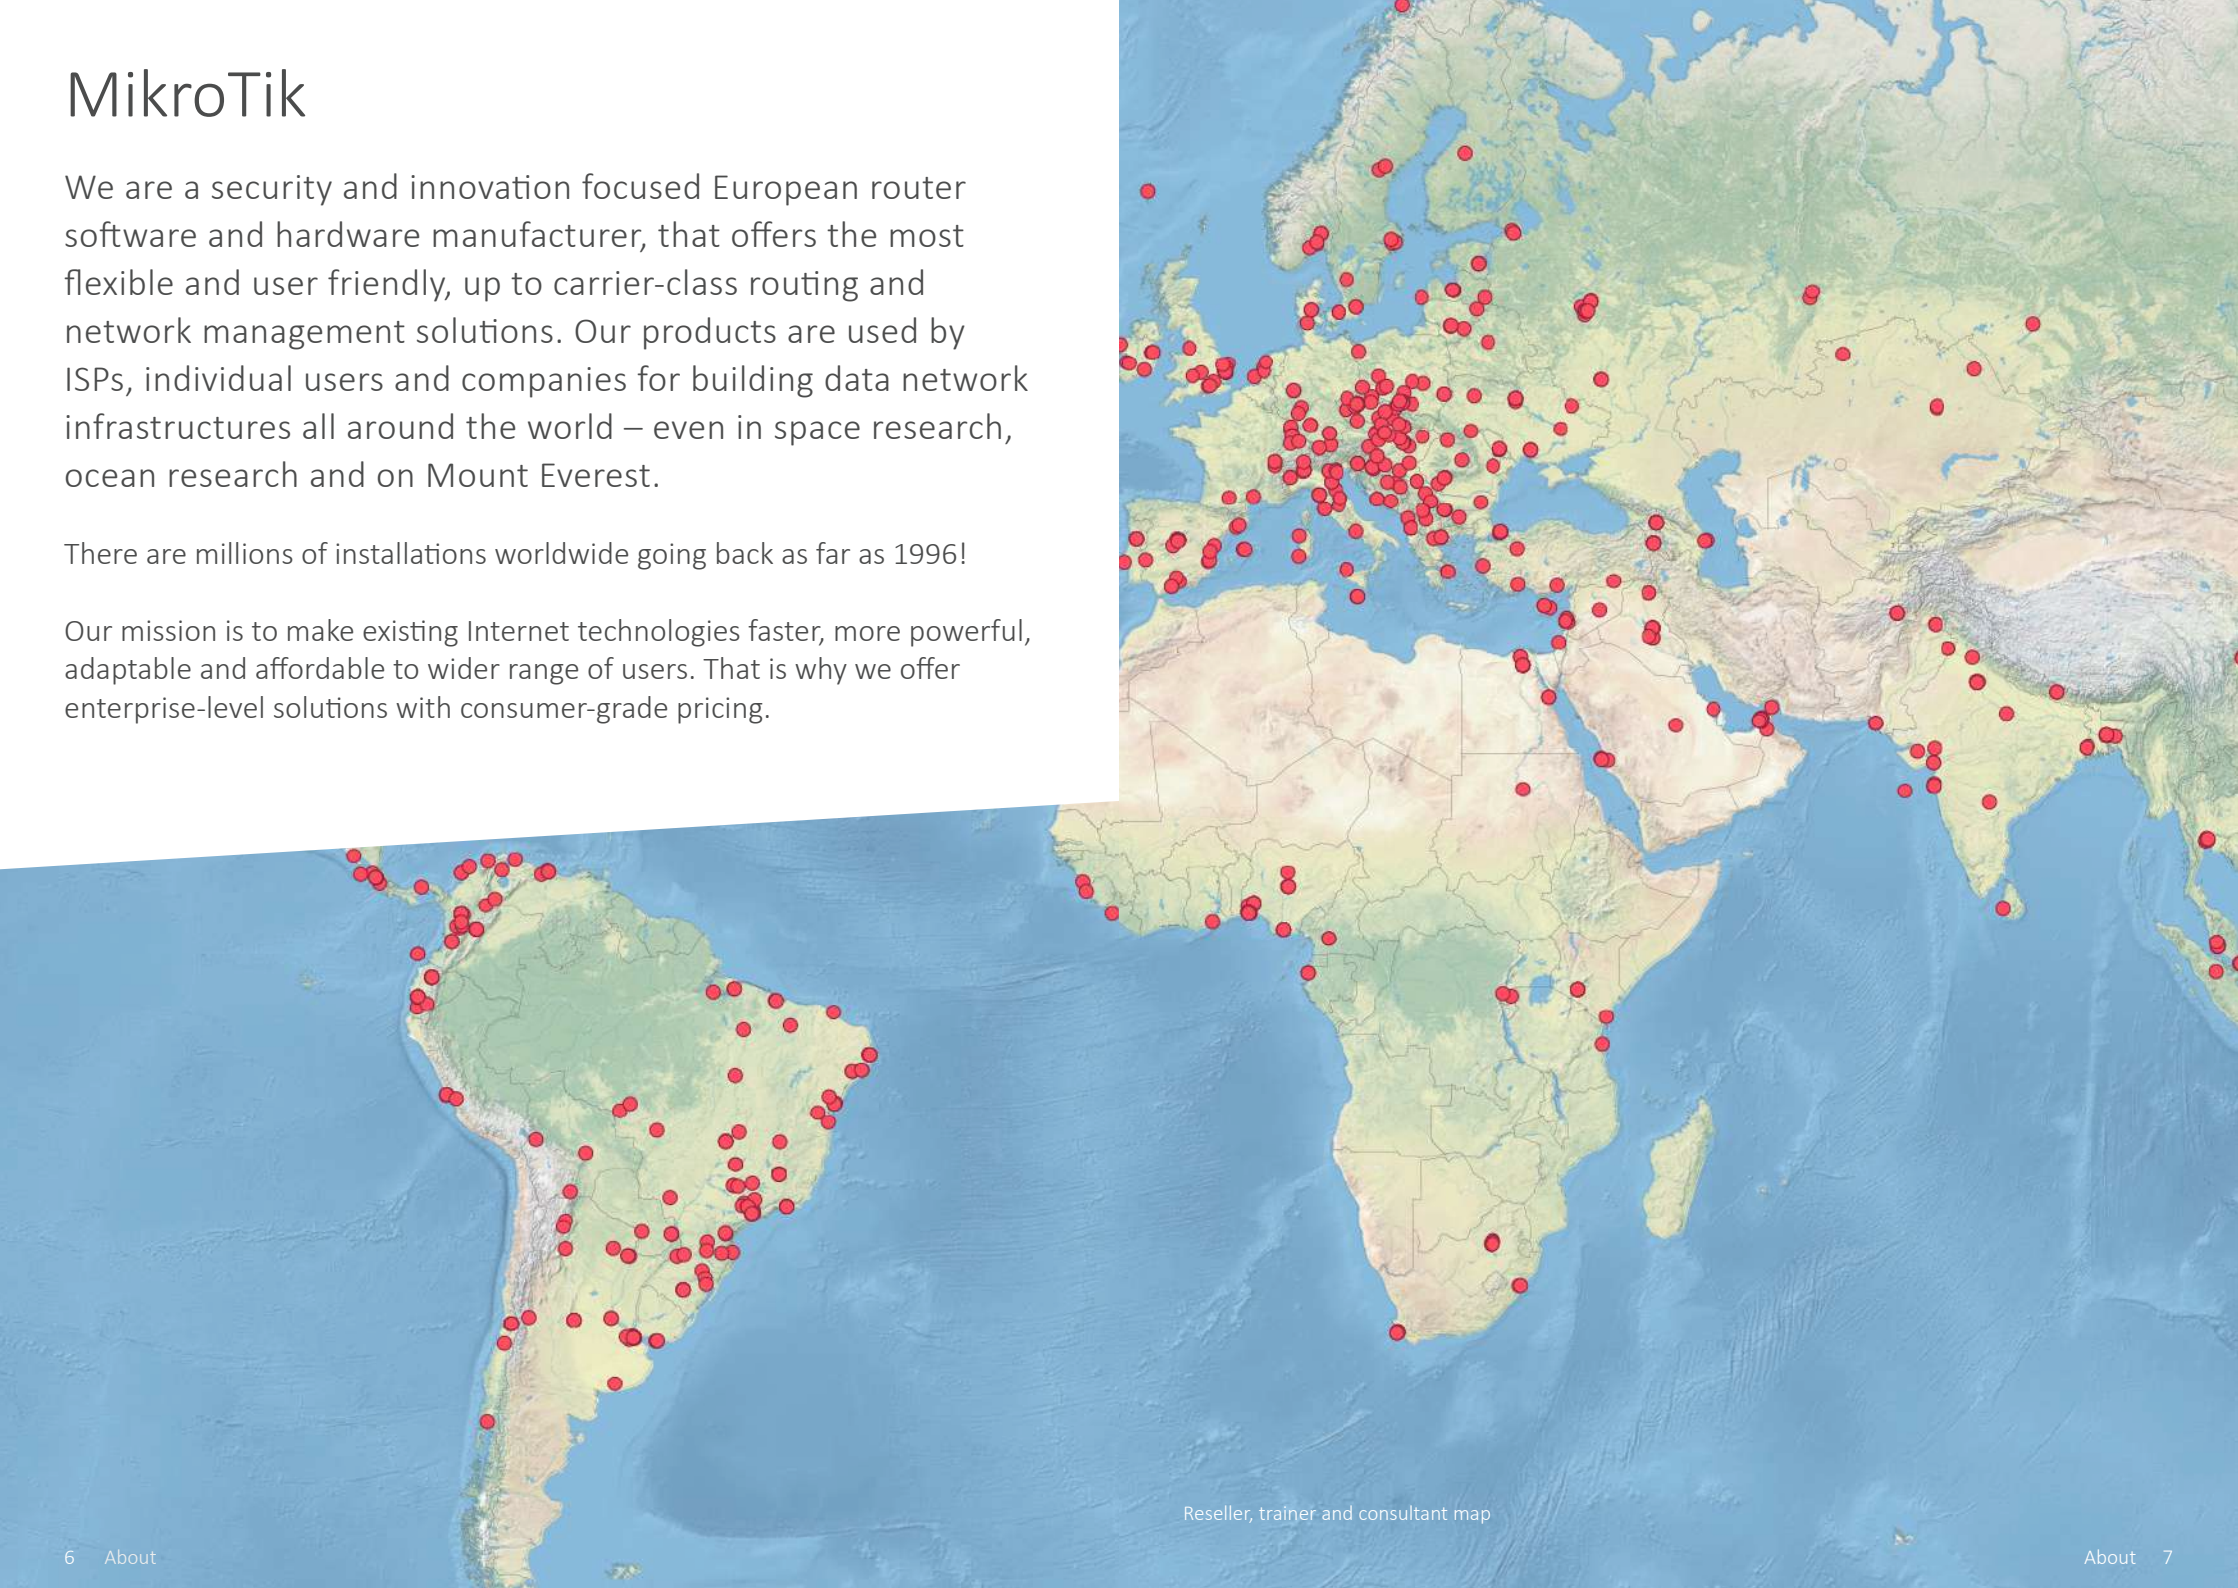 MikroTik
We are a security and innovation focused European router
software and hardware manufacturer, that offers the most
flexible and user friendly, up to carrier-class routing and
network management solutions. Our products are used by
ISPs, individual users and companies for building data network
infrastructures all around the world – even in space research,
ocean research and on Mount Everest.
There are millions of installations worldwide going back as far as 1996!
Our mission is to make existing Internet technologies faster, more powerful,
adaptable and affordable to wider range of users. That is why we offer
enterprise-level solutions with consumer-grade pricing.
Reseller, trainer and consultant map
6 About
About 7